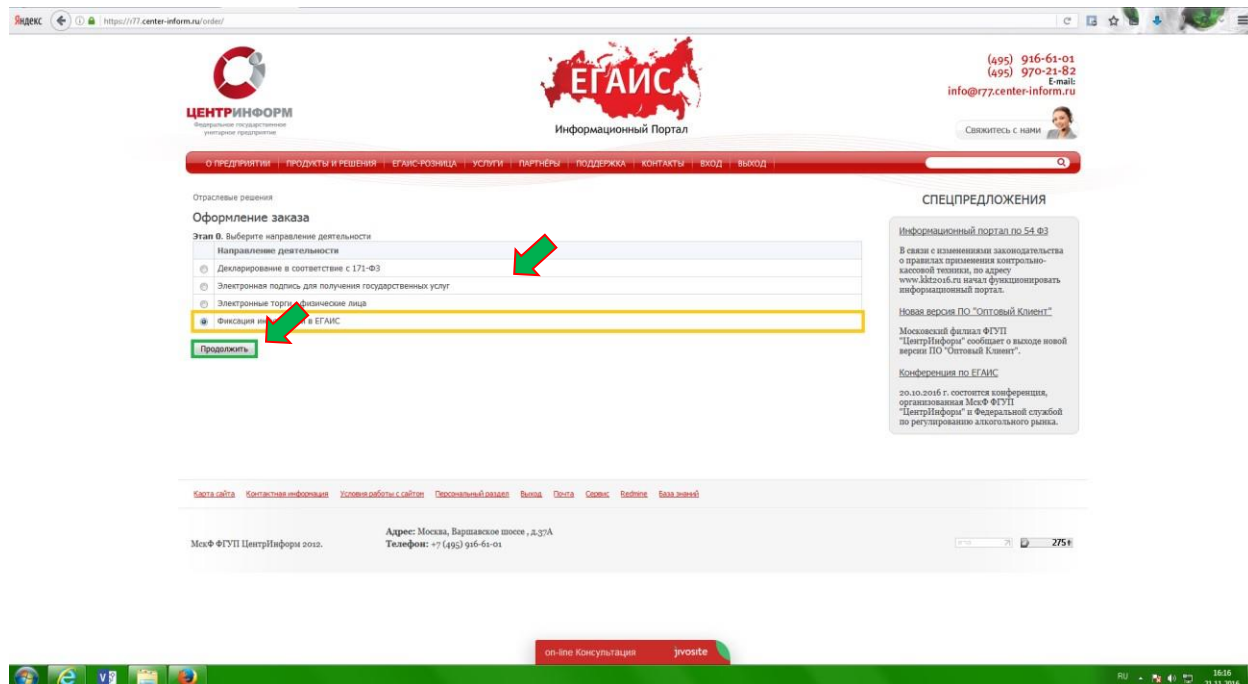 Яндекс
https://r77.center-inform.ru/order/
ЦЕНТРИНФОРМ
Федеральное государственное
унитарное предприятие
ЕГАИС
Информационный Портал
(495) 916-61-01
(495) 970-21-82
E-mail:
info@r77.center-inform.ru
Свяжитесь с нами
О ПРЕДПРИЯТИИ ПРОДУКТЫ И РЕШЕНИЯ ЕГАИС-РОЗНИЦА УСЛУГИ ПАРТНЁРЫ ПОДДЕРЖКА КОНТАКТЫ ВХОД ВЫХОД
Отраслевые решения
Оформление заказа
Этап 0. Выберите направление деятельности
Направление деятельности
Декларирование в соответствие с 171-ФЗ
Электронная подпись для получения государственных услуг
Электронные торги физические лица
Фиксация в ЕГАИС
Продолжить
СПЕЦПРЕДЛОЖЕНИЯ
Информационный портал по 54 ФЗ
В связи с изменениями законодательства
о правилах применения контрольно-
кассовой техники, по адресу
www.kkt2016.ru начал функционировать
информационный портал.
Новая версия ПО "Оптовый Клиент"
Московский филиал ФГУП
"ЦентрИнформ" сообщает о выходе новой
версии ПО "Оптовый Клиент".
Конференция по ЕГАИС
20.10.2016 г. состоится конференция,
организованная МскФ ФГУП
"ЦентрИнформ" и Федеральной службой
по регулированию алкогольного рынка.
Карта сайта Контактная информация Условия работы с сайтом Персональный раздел Выход Почта Сервис Redmine База знаний
МскФ ФГУП ЦентрИнформ 2012.
Адрес: Москва, Варшавское шоссе , д.37А
Телефон: +7 (495) 916-61-01
275
on-line Консультация jivosite
RU
16:16
21.11.2016